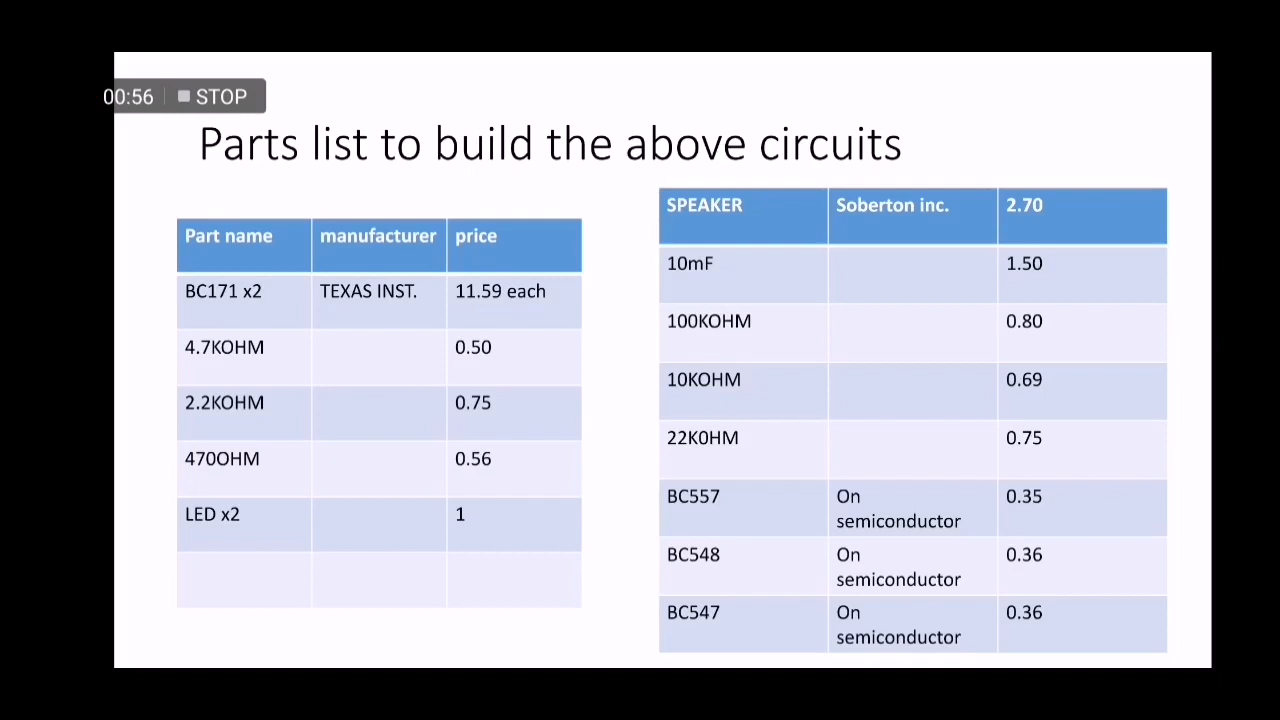 00:56 STOP
Parts list to build the above circuits
Part name manufacturer price
BC171 x2 TEXAS INST. 11.59 each
4.7KOHM 0.50
2.2KOHM 0.75
470OHM 0.56
LED x2 1
SPEAKER Soberton inc. 2.70
10mF 1.50
100KOHM 0.80
10KOHM 0.69
22K0HM 0.75
BC557 On 0.35
semiconductor
BC548 On 0.36
semiconductor
BC547 On 0.36
semiconductor